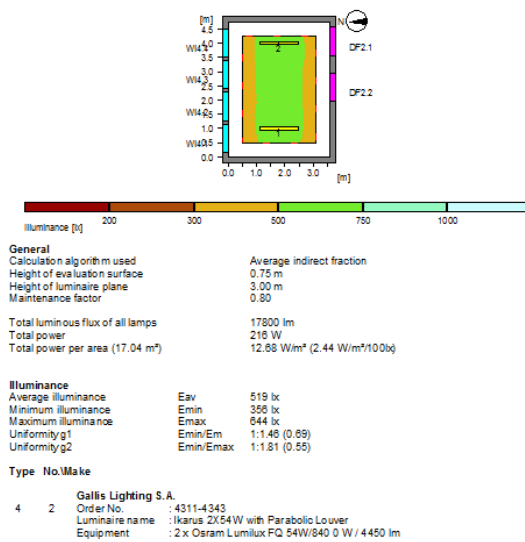 [m]
N
4.5
4.0
3.5
3.0
2.5
2.0
1.5
1.0
0.5
0.0
2
1
DF2.1
DF2.2
0.0 1.0 2.0 3.0
[m]
Illuminance [lx]
200 300 500 750 1000
General
Calculation algorithm used Average indirect fraction
Height of evaluation surface 0.75 m
Height of luminaire plane 3.00 m
Maintenance factor 0.80
Total luminous flux of all lamps 17800 lm
Total power 216 W
Total power per area (17.04 m²) 12.68 W/m² (2.44 W/m²/100lx)
Illuminance
Average illuminance Eav 519 lx
Minimum illuminance Emin 356 lx
Maximum illuminance Emax 644 lx
Uniformity g1 Emin/Em 1:1.46 (0.69)
Uniformity g2 Emin/Emax 1:1.81 (0.55)
Type No.\Make
Gallis Lighting S.A.
4 2 Order No. : 4311-4343
Luminaire name : Ikarus 2X54W with Parabolic Louver
Equipment : 2 x Osram Lumilux FQ 54W/840 0 W / 4450 lm